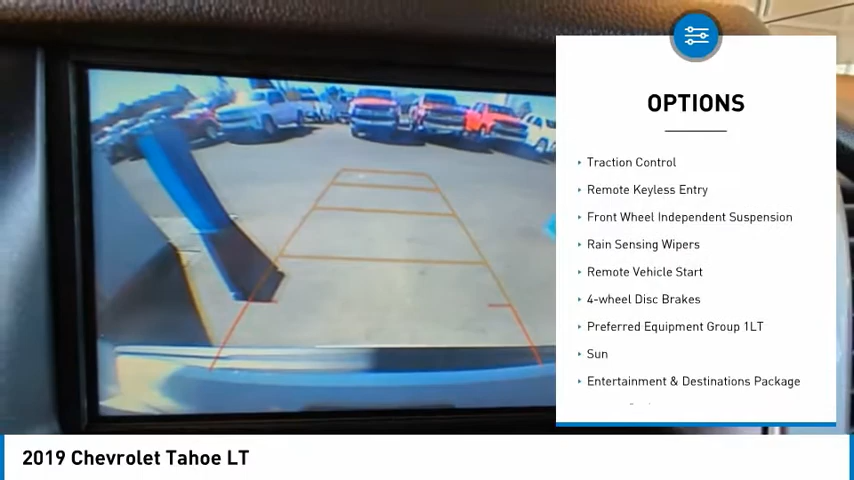 OPTIONS
Traction Control
Remote Keyless Entry
Front Wheel Independent Suspension
Rain Sensing Wipers
Remote Vehicle Start
4-wheel Disc Brakes
Preferred Equipment Group 1LT
Sun
Entertainment & Destinations Package
2019 Chevrolet Tahoe LT